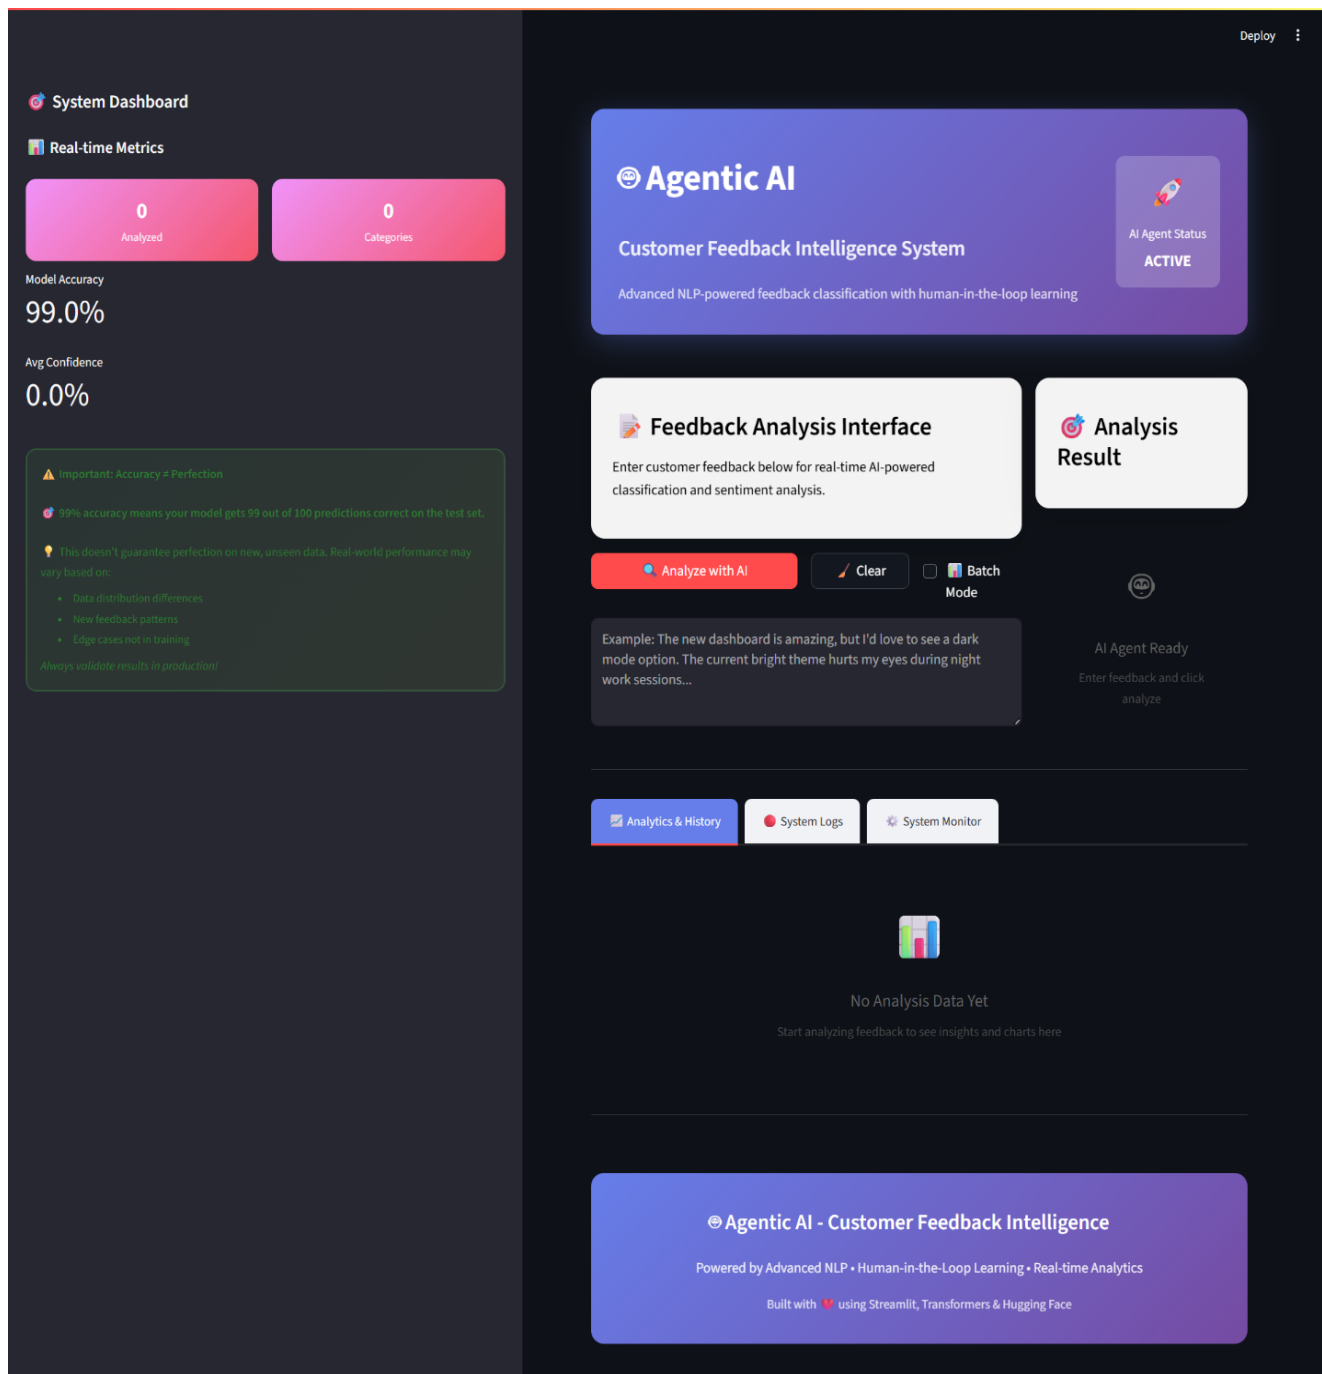 Deploy
System Dashboard
Real-time Metrics
0
Analyzed
0
Categories
Model Accuracy
99.0%
Avg Confidence
0.0%
Important: Accuracy ≠ Perfection
99% accuracy means your model gets 99 out of 100 predictions correct on the test set.
This doesn't guarantee perfection on new, unseen data. Real-world performance may
vary based on:
• Data distribution differences
• New feedback patterns
• Edge cases not in training
Always validate results in production!
Agentic AI
Customer Feedback Intelligence System
Advanced NLP-powered feedback classification with human-in-the-loop learning
AI Agent Status
ACTIVE
Feedback Analysis Interface
Enter customer feedback below for real-time AI-powered
classification and sentiment analysis.
Analysis
Result
Analyze with AI
Clear
Batch
Mode
Example: The new dashboard is amazing, but I'd love to see a dark
mode option. The current bright theme hurts my eyes during night
work sessions...
AI Agent Ready
Enter feedback and click
analyze
Analytics & History
System Logs
System Monitor
No Analysis Data Yet
Start analyzing feedback to see insights and charts here
Agentic AI - Customer Feedback Intelligence
Powered by Advanced NLP • Human-in-the-Loop Learning • Real-time Analytics
Built with ❤️ using Streamlit, Transformers & Hugging Face